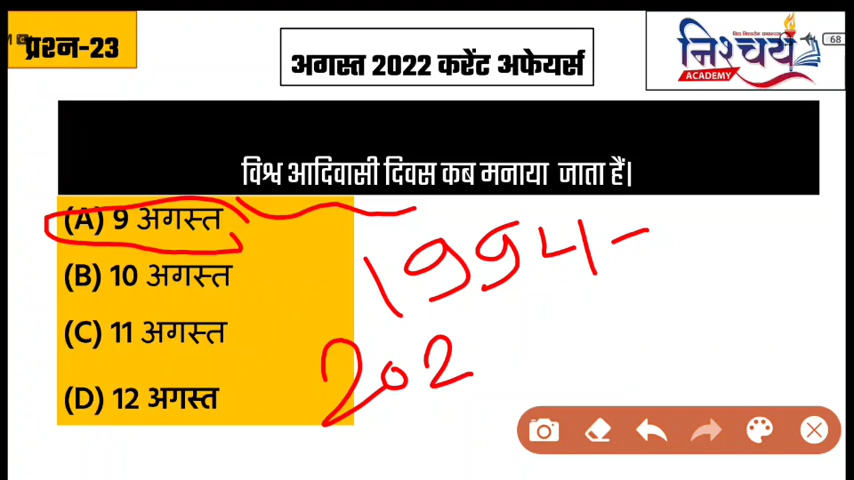 प्रश्न-23
अगस्त 2022 करेंट अफेयर्स
निश्चय
ACADEMY
68
विश्व आदिवासी दिवस कब मनाया जाता हैं।
(A) 9 अगस्त
(B) 10 अगस्त
(C) 11 अगस्त
(D) 12 अगस्त
1994-
202